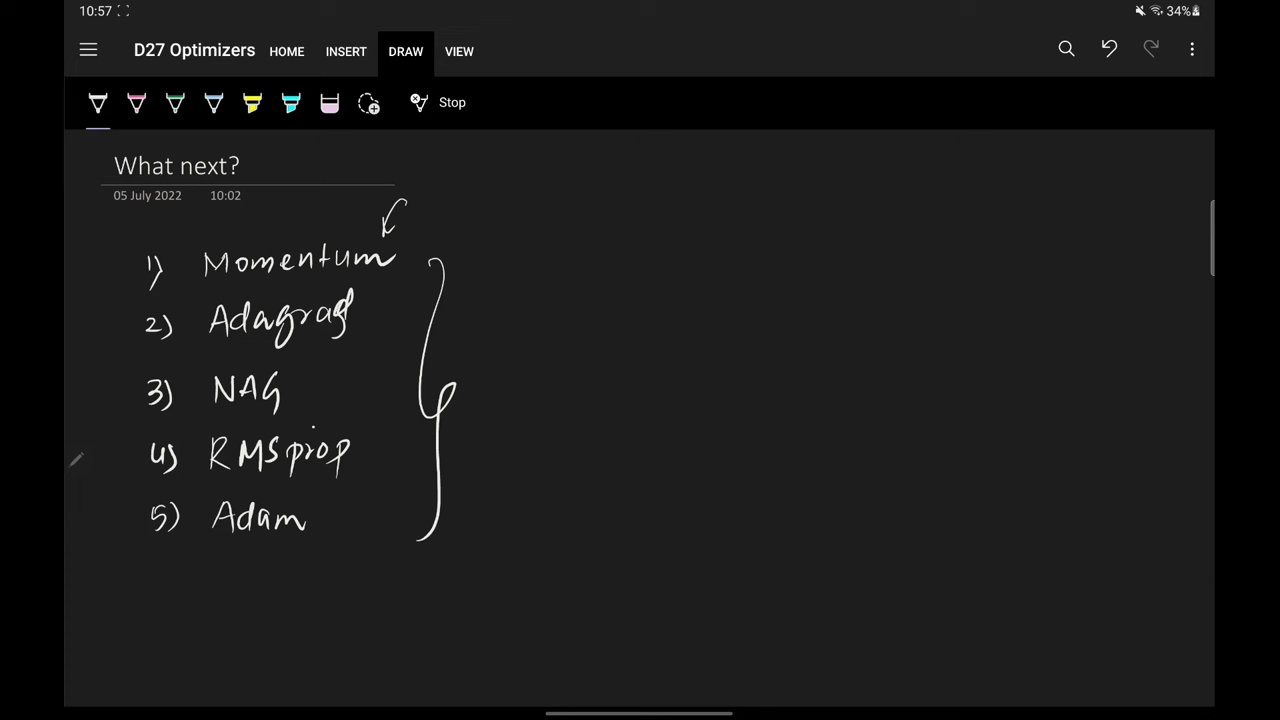 10:57 34%
D27 Optimizers HOME INSERT DRAW VIEW
Stop
What next?
05 July 2022 10:02
1) Momentum
2) Adagrad
3) NAG
4) RMSprop
5) Adam